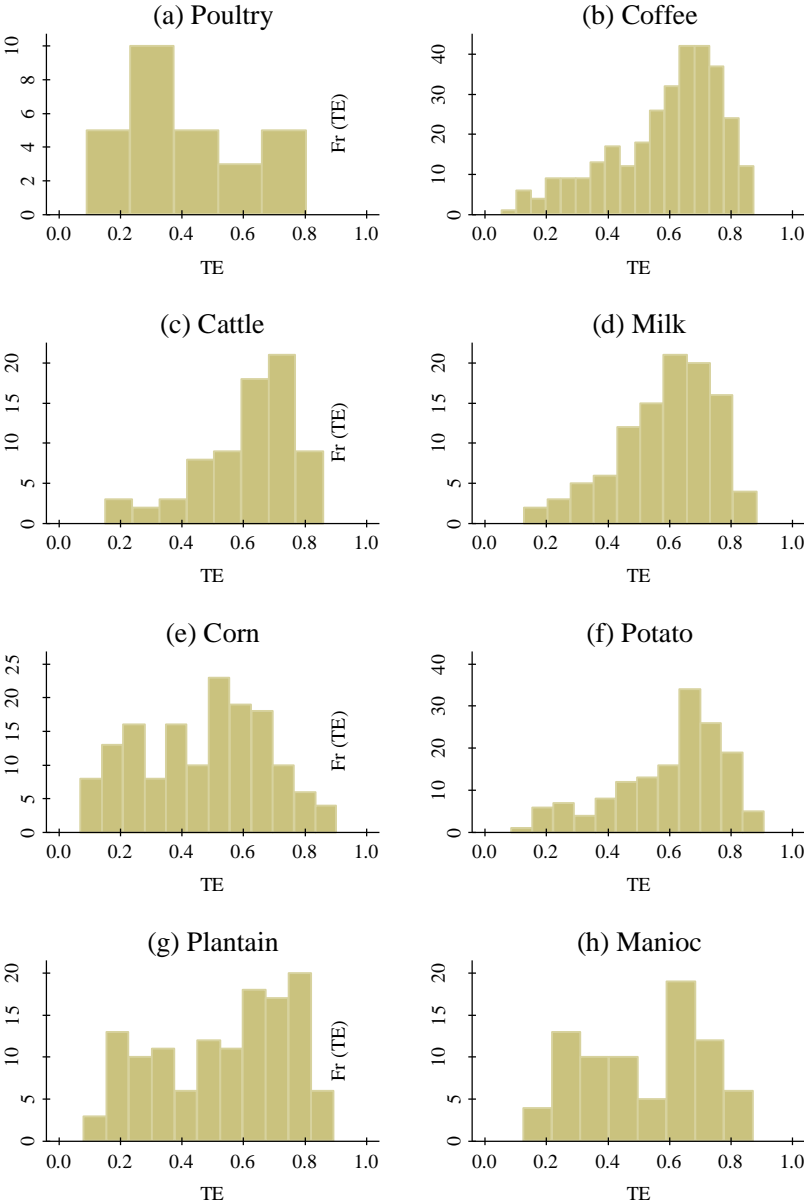 (a) Poultry
10
8
6
4
2
0
Fr (TE)
0.0 0.2 0.4 0.6 0.8 1.0
TE
(b) Coffee
40
30
20
10
0
0.0 0.2 0.4 0.6 0.8 1.0
TE
(c) Cattle
20
15
10
5
0
Fr (TE)
0.0 0.2 0.4 0.6 0.8 1.0
TE
(d) Milk
20
15
10
5
0
0.0 0.2 0.4 0.6 0.8 1.0
TE
(e) Corn
25
20
15
10
5
0
Fr (TE)
0.0 0.2 0.4 0.6 0.8 1.0
TE
(f) Potato
40
30
20
10
0
0.0 0.2 0.4 0.6 0.8 1.0
TE
(g) Plantain
20
15
10
5
0
Fr (TE)
0.0 0.2 0.4 0.6 0.8 1.0
TE
(h) Manioc
20
15
10
5
0
0.0 0.2 0.4 0.6 0.8 1.0
TE